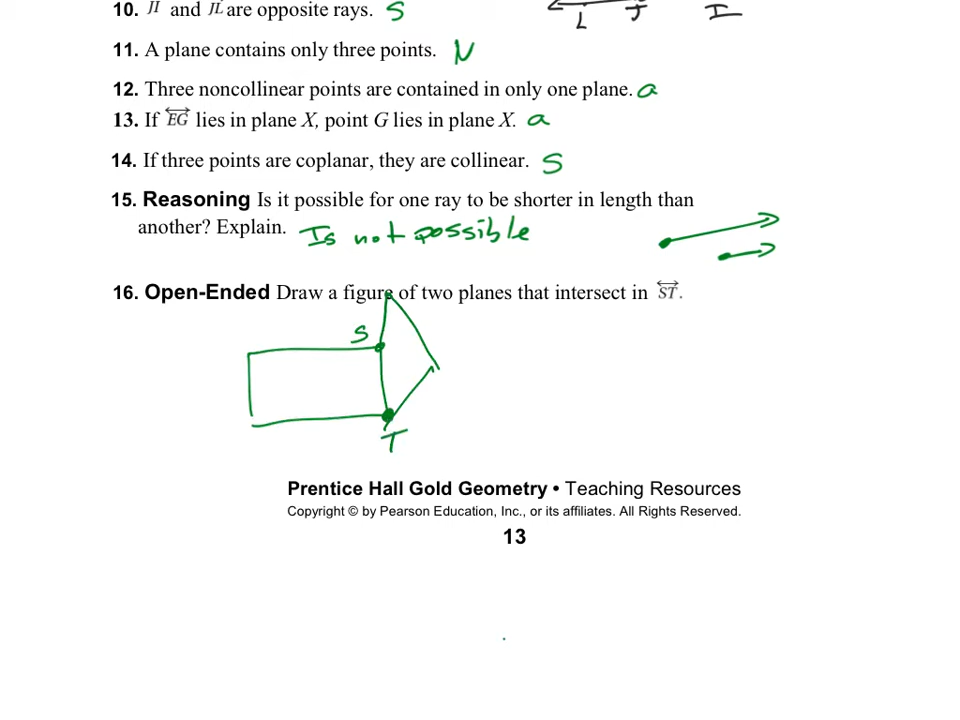 10. JI and JL are opposite rays. S
L J I
11. A plane contains only three points. N
12. Three noncollinear points are contained in only one plane. a
13. If EG lies in plane X, point G lies in plane X. a
14. If three points are coplanar, they are collinear. S
15. Reasoning Is it possible for one ray to be shorter in length than
another? Explain. Is not possible
16. Open-Ended Draw a figure of two planes that intersect in ST.
S
T
Prentice Hall Gold Geometry • Teaching Resources
Copyright © by Pearson Education, Inc., or its affiliates. All Rights Reserved.
13